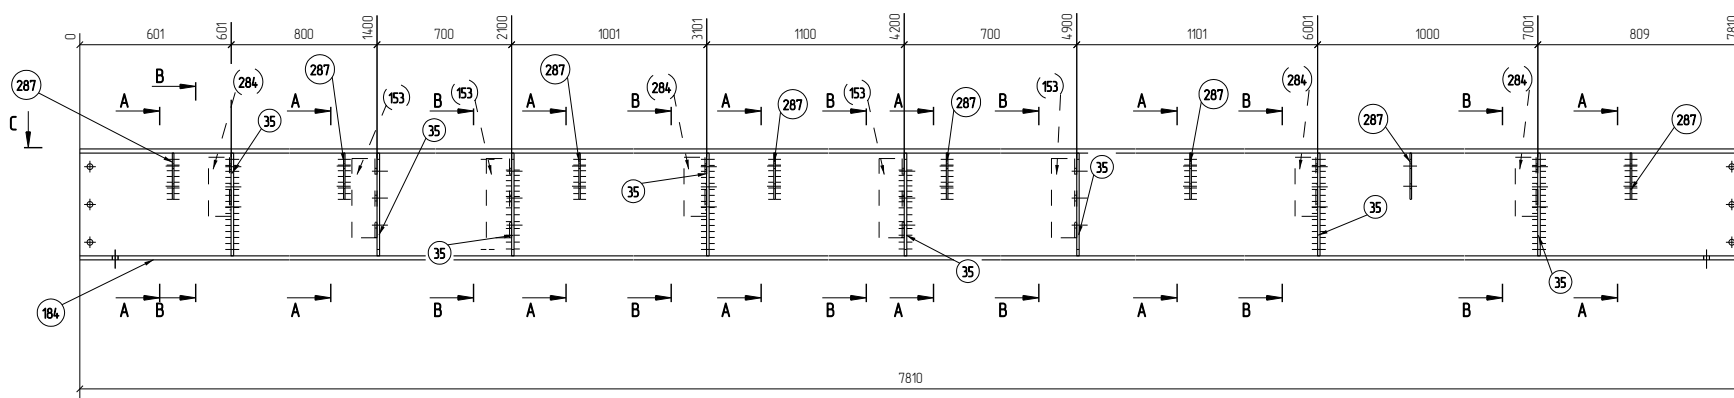 0 601 601 800 1400 700 2100 1001 3101 1100 4200 700 4900 1101 6001 1000 7001 809 7810
287 B (284) 287 (153) (153) 287 (284) 287 (153) 287 (153) 287 (284) 287 (284) 287
A A B A B A B A B A B B A
C
35 35 35 35 35 35 35 35
184
A B A B A B A B A B A B B A
7810